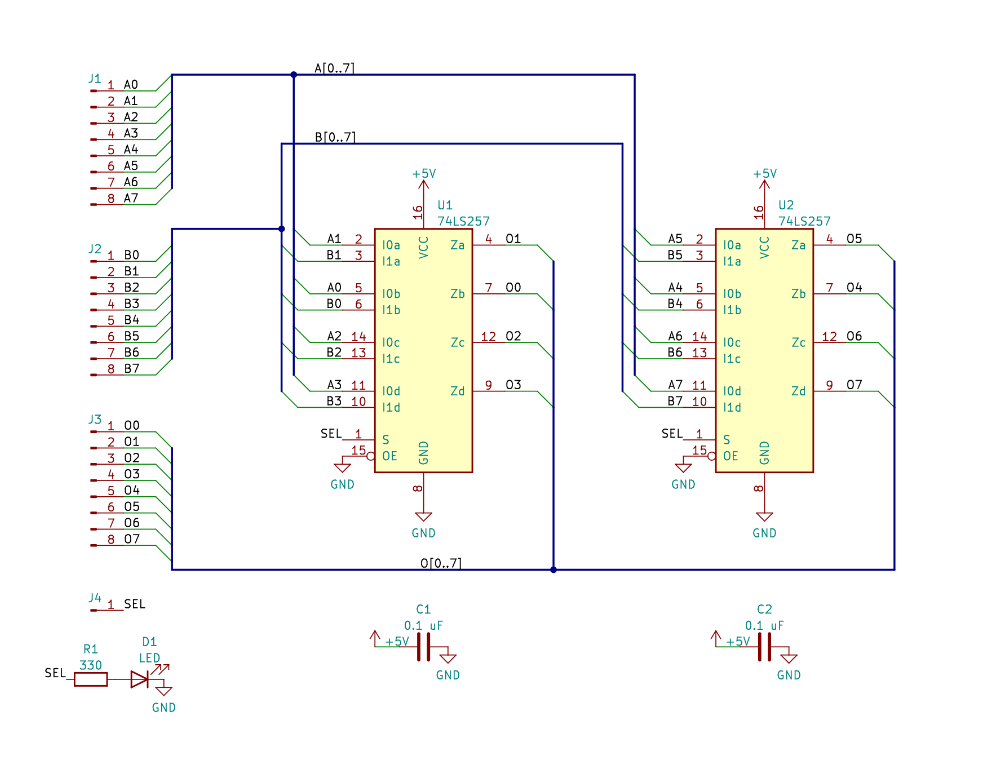 A[0..7]
J1
1 A0
2 A1
3 A2
4 A3
5 A4
6 A5
7 A6
8 A7
B[0..7]
J2
1 B0
2 B1
3 B2
4 B3
5 B4
6 B5
7 B6
8 B7
J3
1 O0
2 O1
3 O2
4 O3
5 O4
6 O5
7 O6
8 O7
J4
1 SEL
+5V
U1
74LS257
16
VCC
A1 2 I0a Za 4 O1
B1 3 I1a
A0 5 I0b Zb 7 O0
B0 6 I1b
A2 14 I0c Zc 12 O2
B2 13 I1c
A3 11 I0d Zd 9 O3
B3 10 I1d
SEL 1 S
15 OE
GND
GND
8
GND
+5V
U2
74LS257
16
VCC
A5 2 I0a Za 4 O5
B5 3 I1a
A4 5 I0b Zb 7 O4
B4 6 I1b
A6 14 I0c Zc 12 O6
B6 13 I1c
A7 11 I0d Zd 9 O7
B7 10 I1d
SEL 1 S
15 OE
GND
GND
8
GND
O[0..7]
R1
330
SEL
D1
LED
GND
C1
0.1 uF
+5V
GND
C2
0.1 uF
+5V
GND